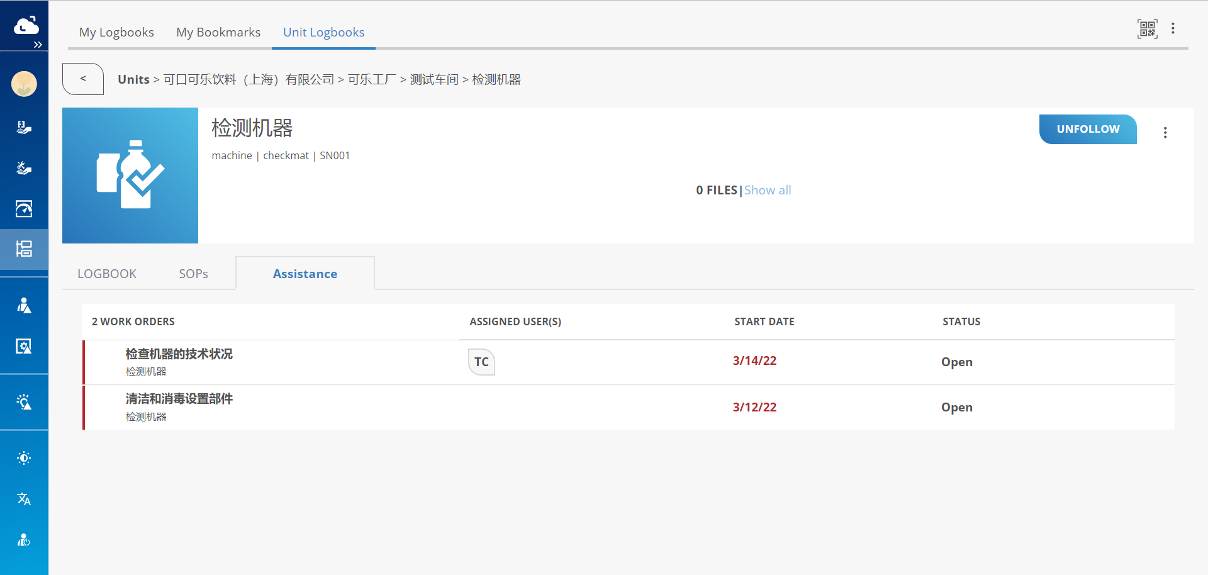 My Logbooks My Bookmarks Unit Logbooks
»
< Units > 可口可乐饮料（上海）有限公司 > 可乐工厂 > 测试车间 > 检测机器
检测机器
UNFOLLOW
machine | checkmat | SN001
0 FILES|Show all
LOGBOOK SOPs Assistance
2 WORK ORDERS ASSIGNED USER(S) START DATE STATUS
检查机器的技术状况
检测机器
TC 3/14/22 Open
清洁和消毒设置部件
检测机器
3/12/22 Open